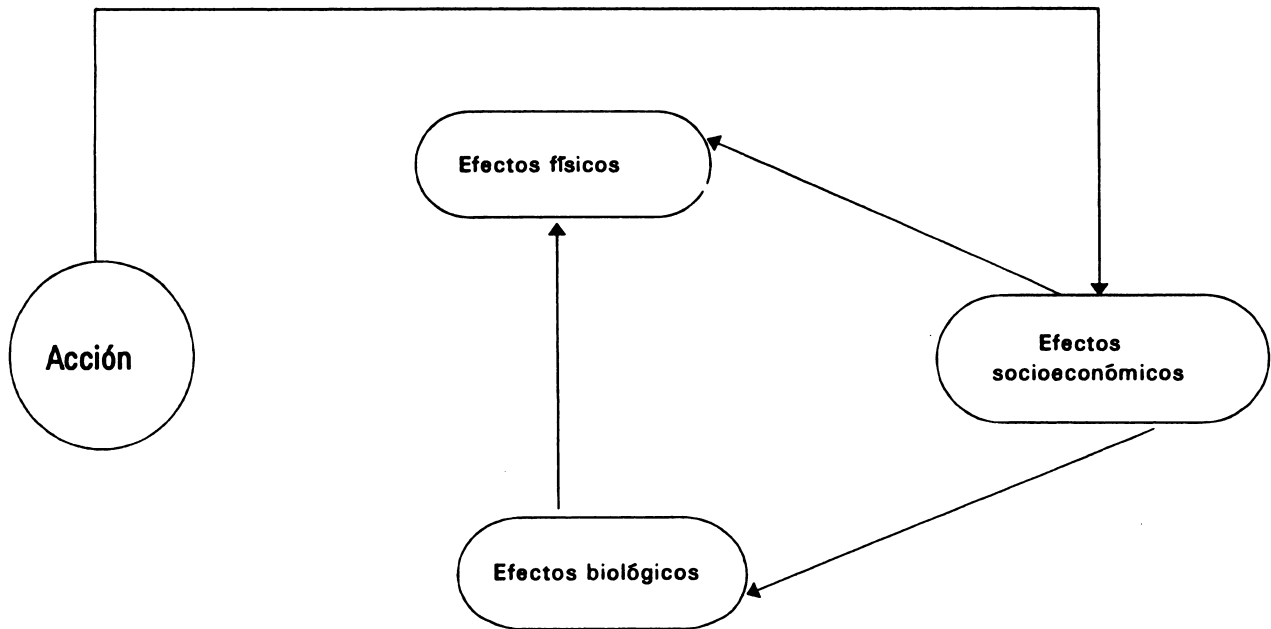 Efectos físicos
Acción
Efectos
socioeconómicos
Efectos biológicos